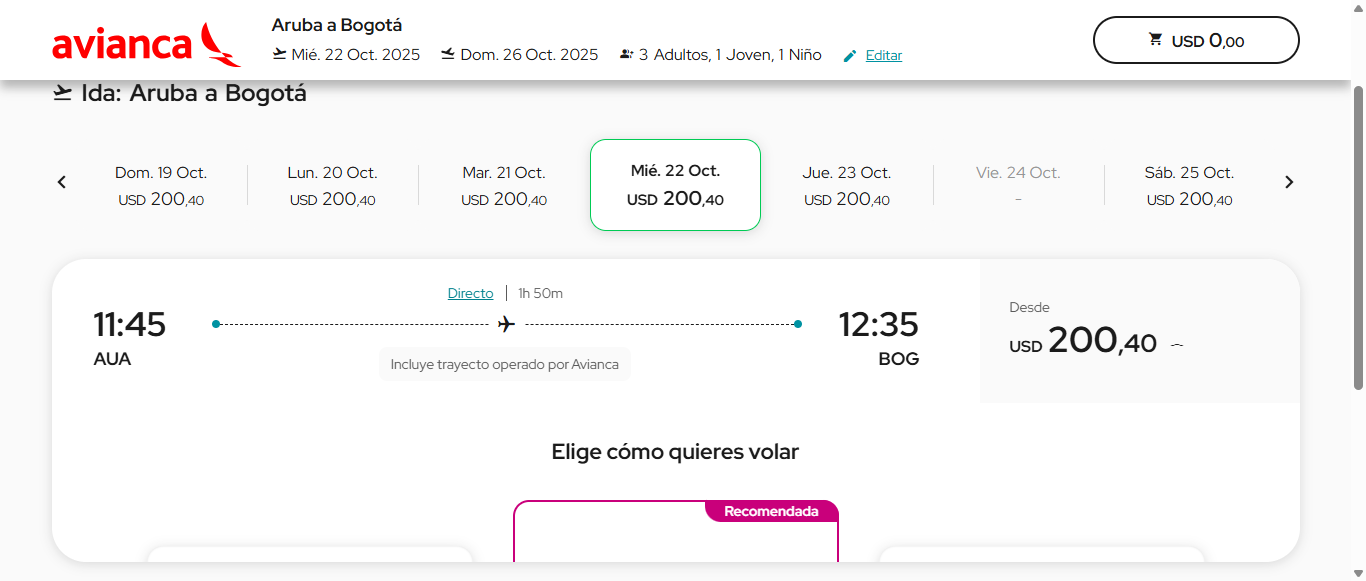 avianca
Aruba a Bogotá
Mié. 22 Oct. 2025 Dom. 26 Oct. 2025 3 Adultos, 1 Joven, 1 Niño Editar
USD 0,00
Ida: Aruba a Bogotá
Dom. 19 Oct. Lun. 20 Oct. Mar. 21 Oct. Mié. 22 Oct. Jue. 23 Oct. Vie. 24 Oct. Sáb. 25 Oct.
USD 200,40 USD 200,40 USD 200,40 USD 200,40 USD 200,40 - USD 200,40
Directo | 1h 50m
11:45 12:35
AUA BOG
Incluye trayecto operado por Avianca
Desde
USD 200,40
Elige cómo quieres volar
Recomendada